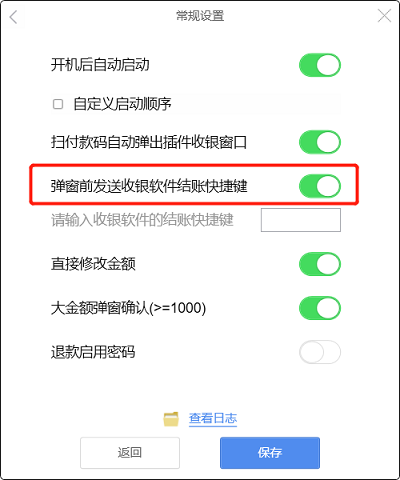 常规设置
开机后自动启动
自定义启动顺序
扫付款码自动弹出插件收银窗口
弹窗前发送收银软件结账快捷键
请输入收银软件的结账快捷键
直接修改金额
大金额弹窗确认(>=1000)
退款启用密码
查看日志
返回
保存